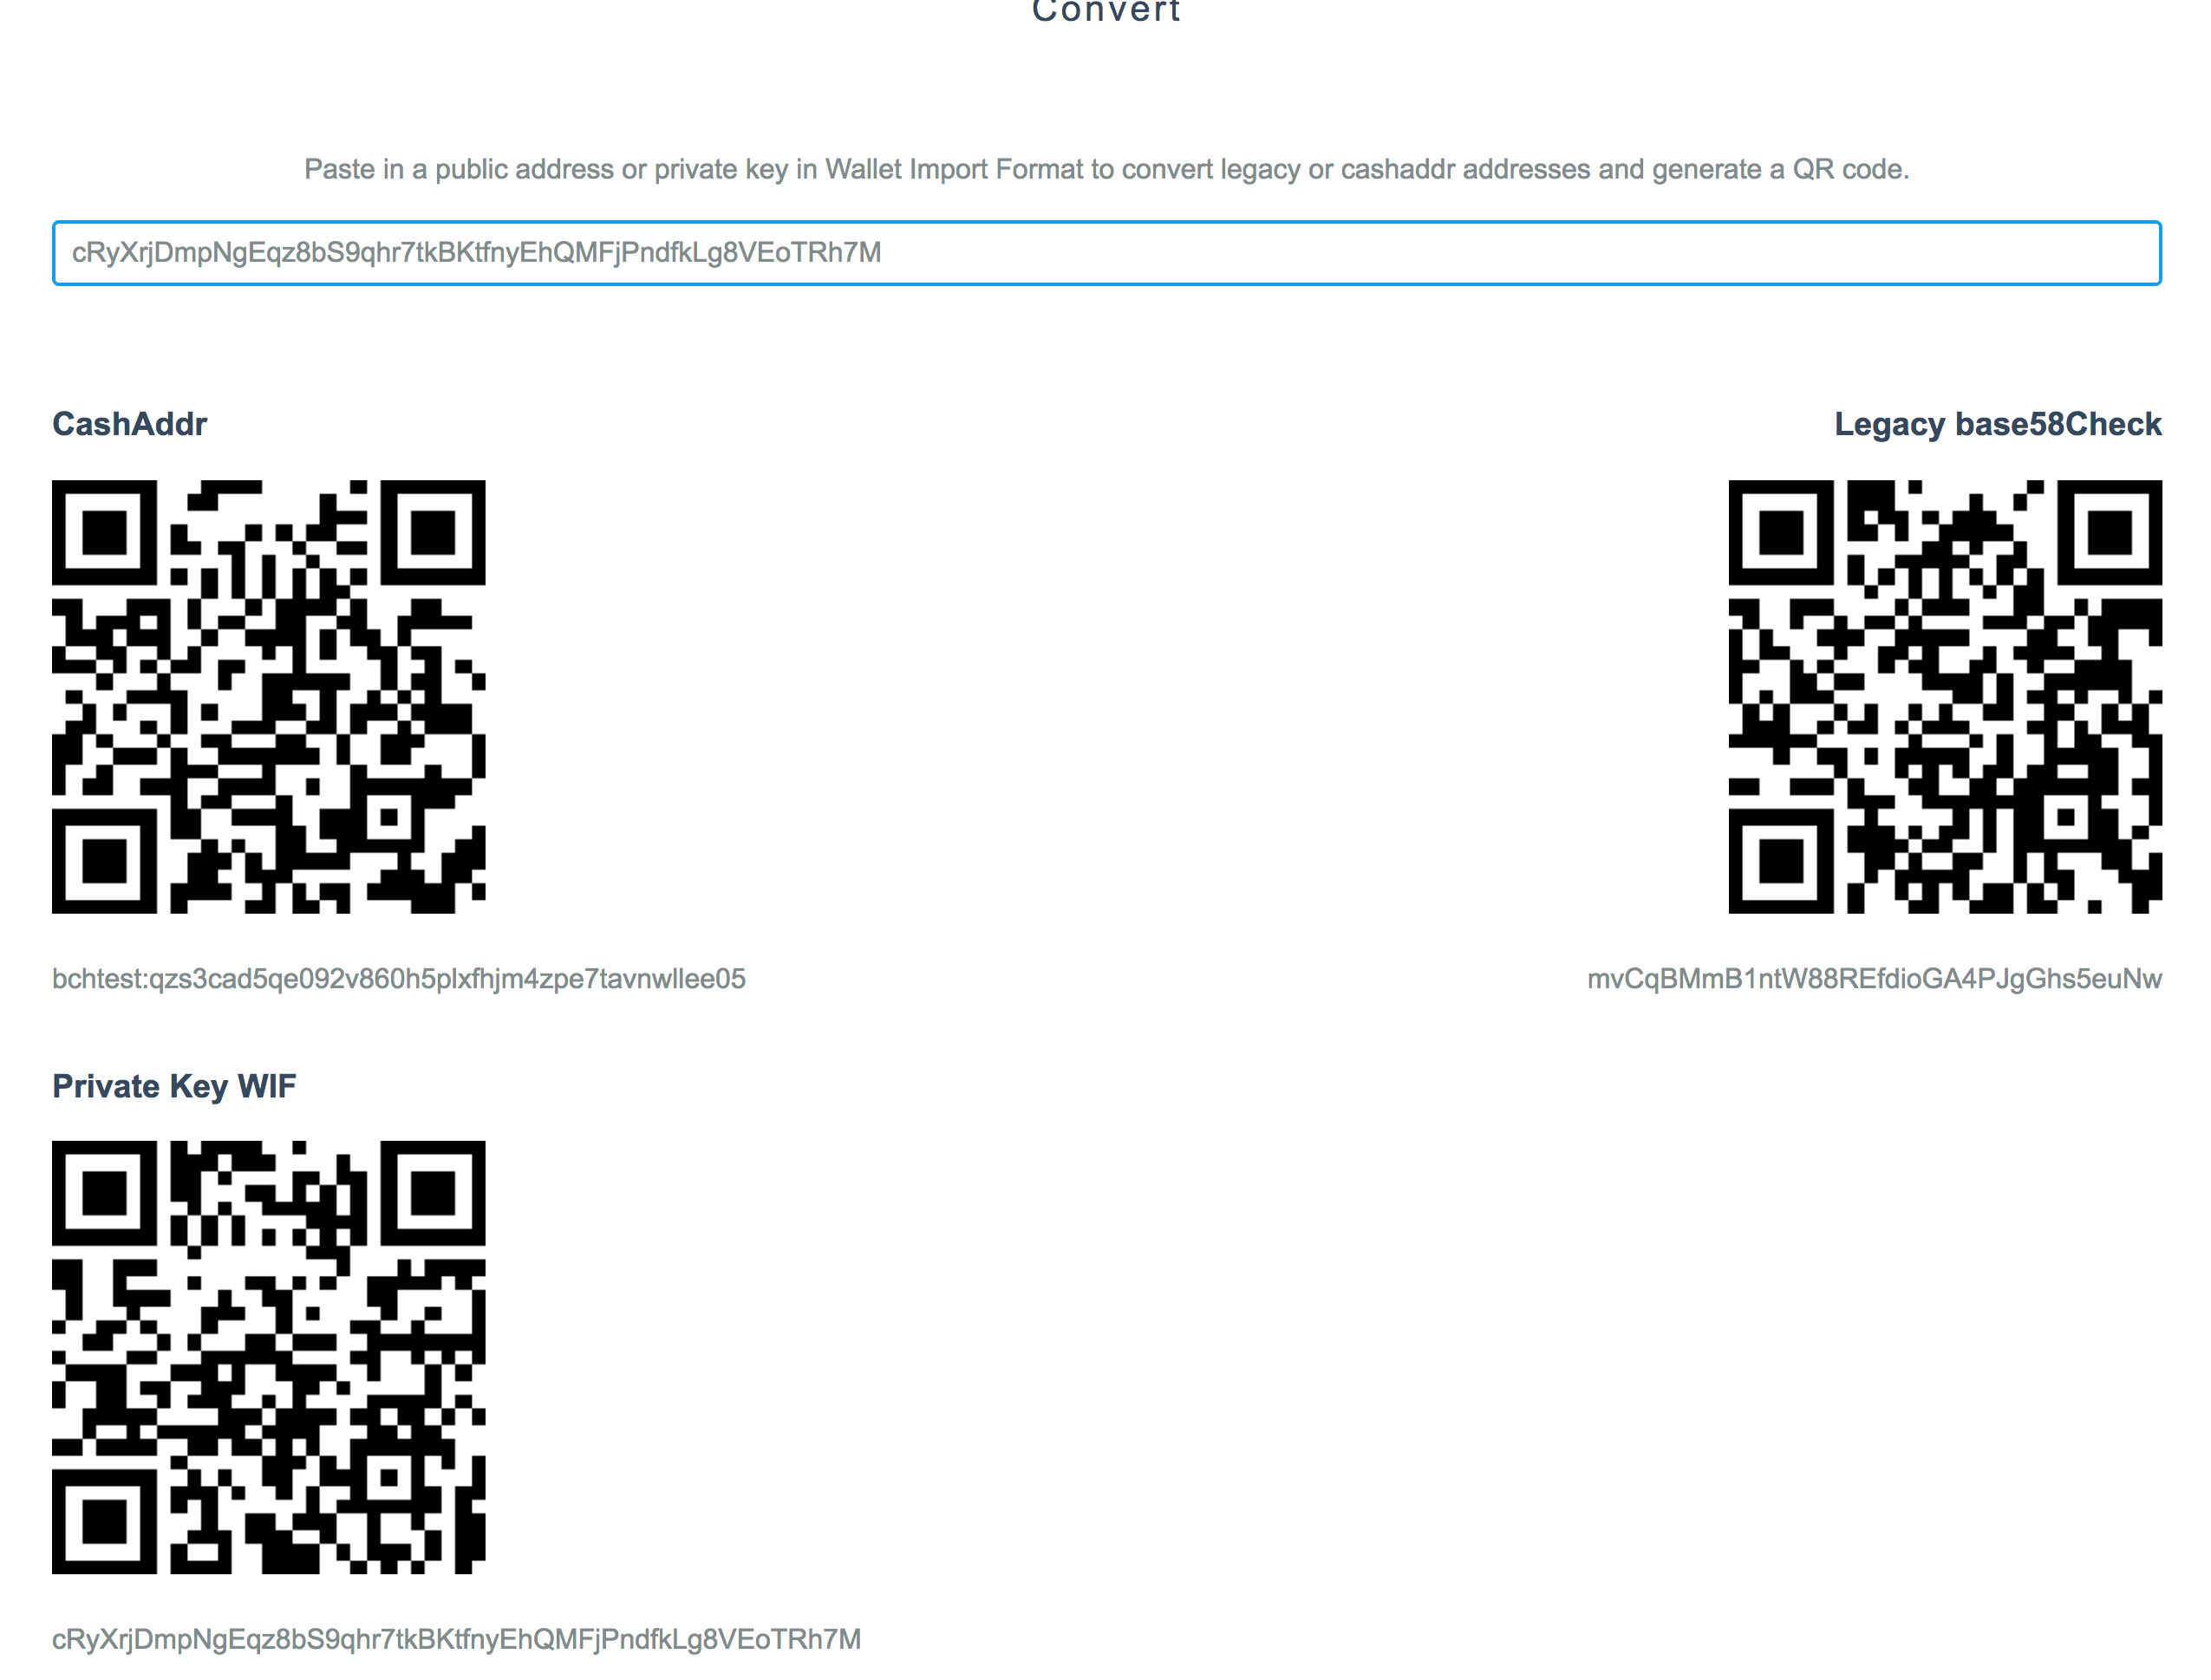 Convert
Paste in a public address or private key in Wallet Import Format to convert legacy or cashaddr addresses and generate a QR code.
cRyXrjDmpNgEqz8bS9qhr7tkBKtfnyEhQMFjPndfkLg8VEoTRh7M
CashAddr
Legacy base58Check
bchtest:qzs3cad5qe092v860h5plxfhjm4zpe7tavnwllee05
mvCqBMmB1ntW88REfdioGA4PJgGhs5euNw
Private Key WIF
cRyXrjDmpNgEqz8bS9qhr7tkBKtfnyEhQMFjPndfkLg8VEoTRh7M